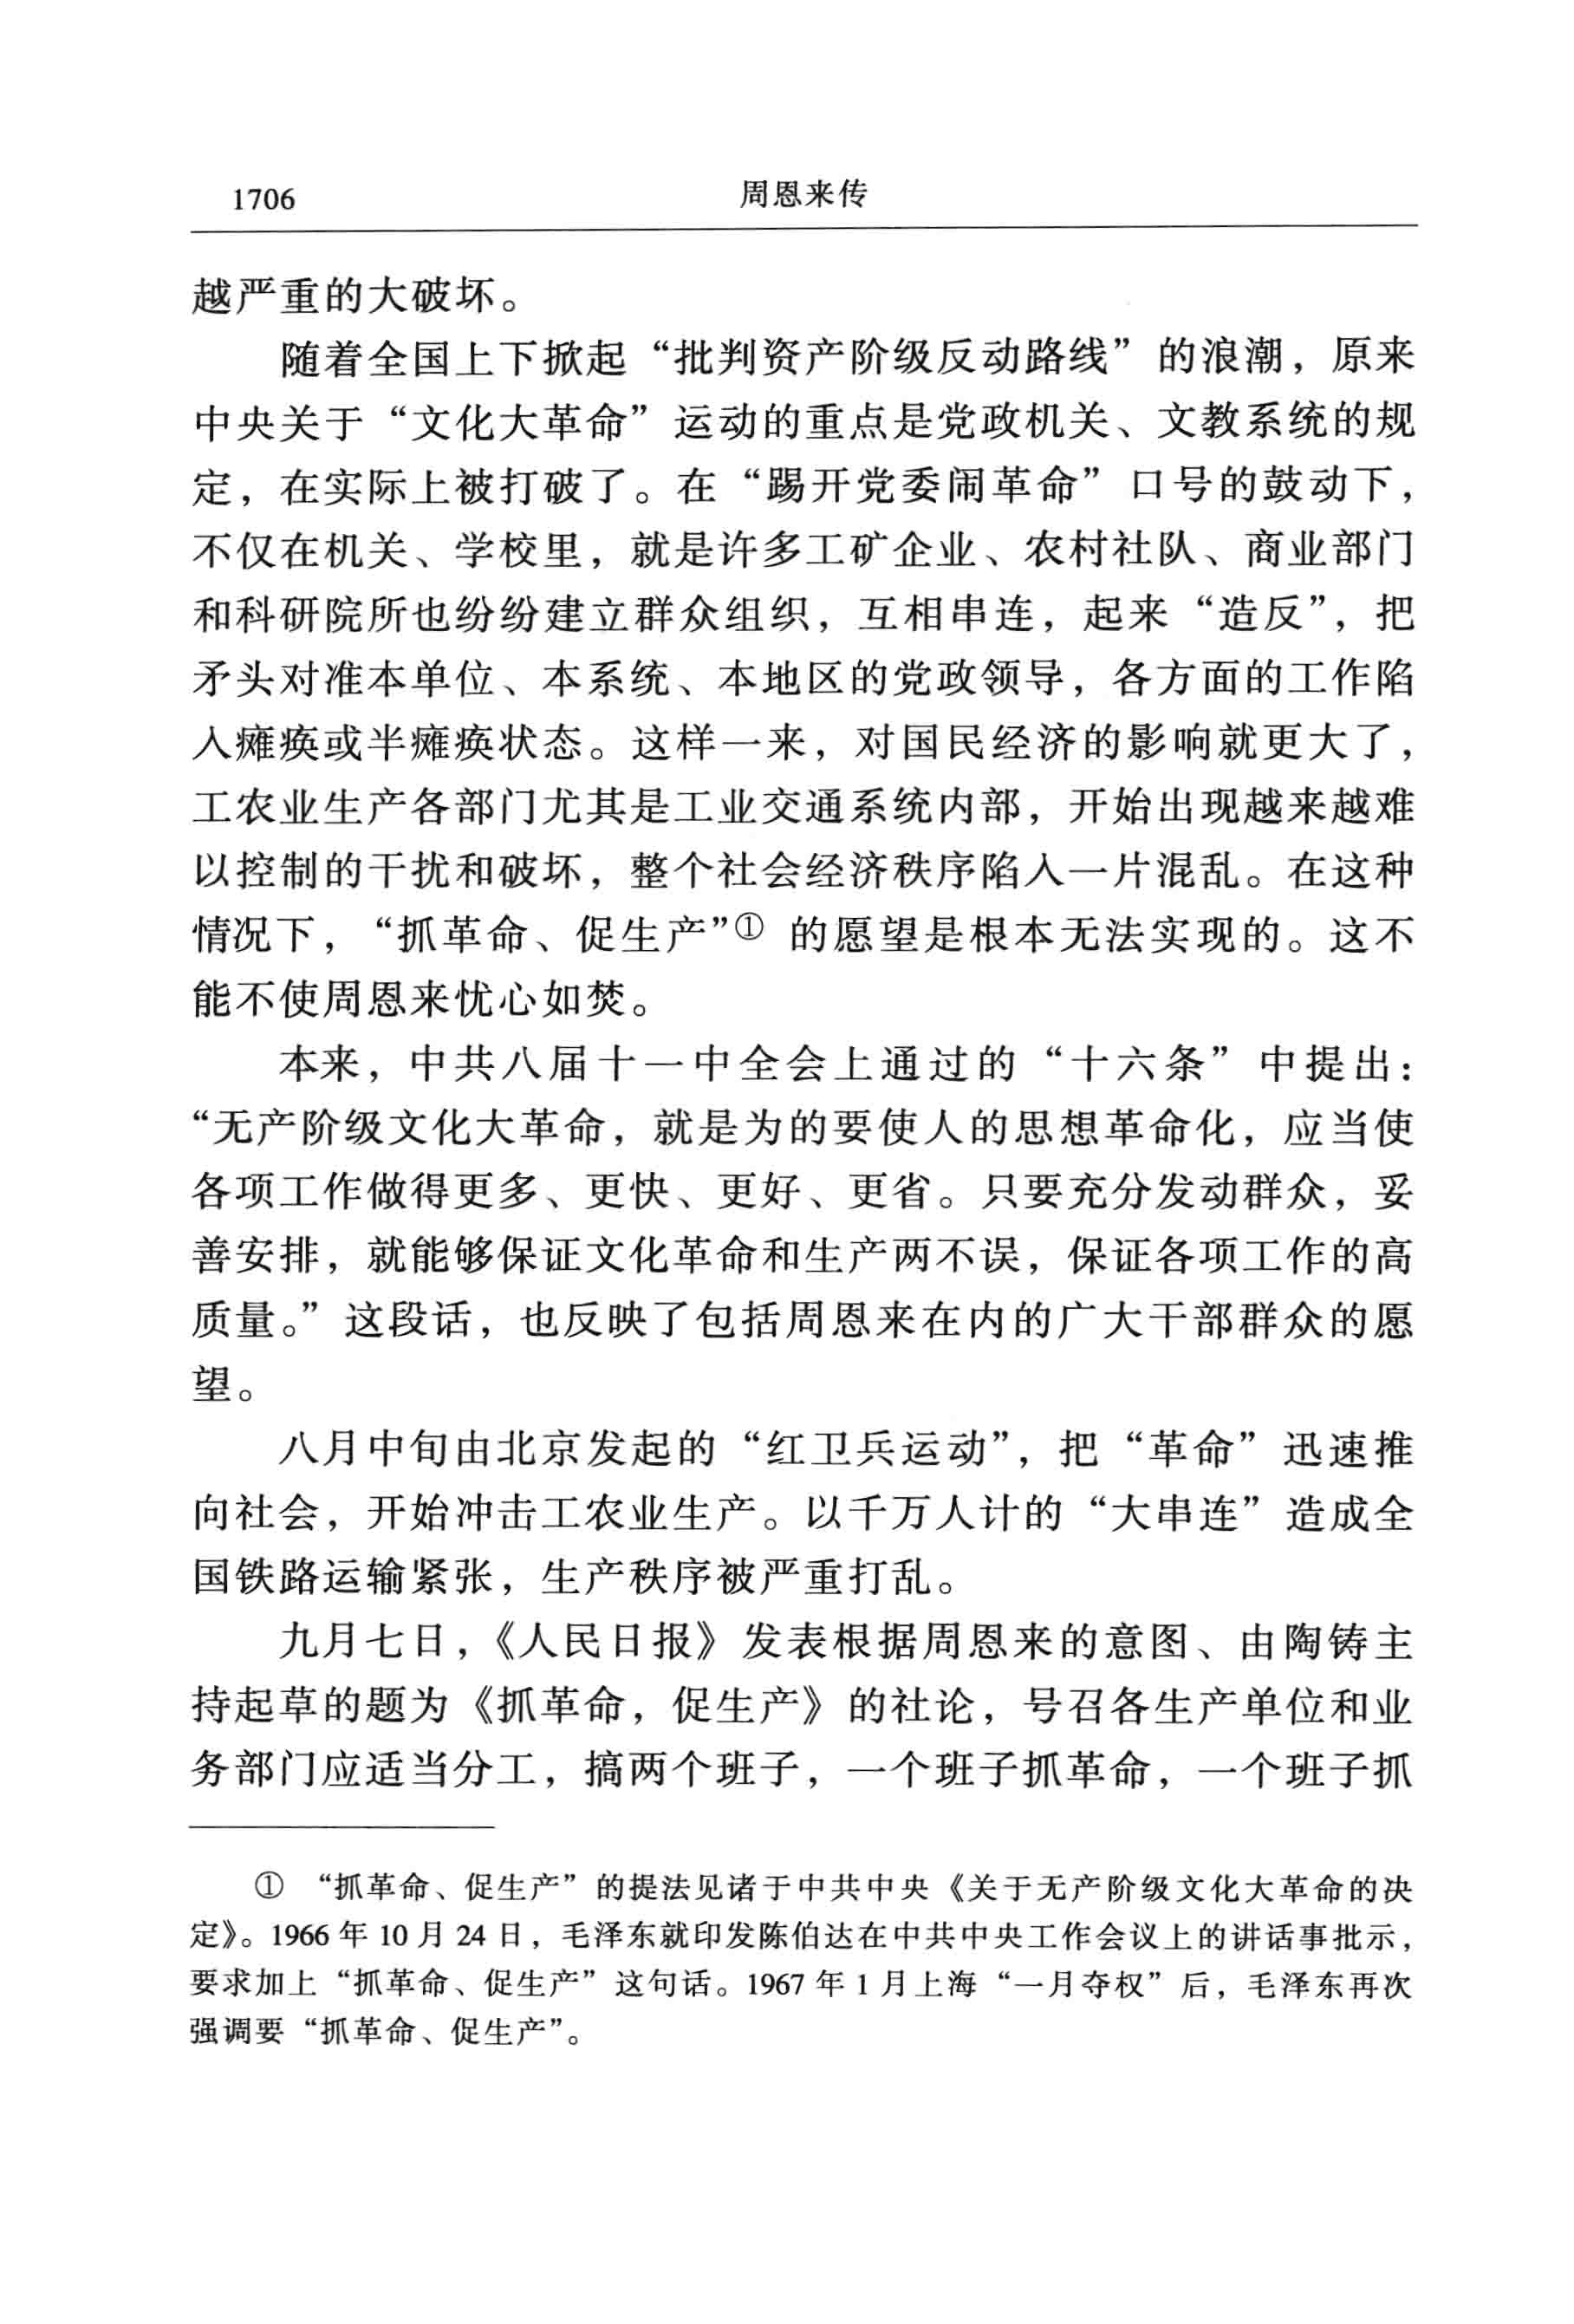 1706
周恩来传
越严重的大破坏。
随着全国上下掀起“批判资产阶级反动路线”的浪潮，原来
中央关于“文化大革命”运动的重点是党政机关、文教系统的规
定，在实际上被打破了。在“踢开党委闹革命”口号的鼓动下，
不仅在机关、学校里，就是许多工矿企业、农村社队、商业部门
和科研院所也纷纷建立群众组织，互相串连，起来“造反”，把
矛头对准本单位、本系统、本地区的党政领导，各方面的工作陷
入瘫痪或半瘫痪状态。这样一来，对国民经济的影响就更大了，
工农业生产各部门尤其是工业交通系统内部，开始出现越来越难
以控制的干扰和破坏，整个社会经济秩序陷入一片混乱。在这种
情况下，“抓革命、促生产”①的愿望是根本无法实现的。这不
能不使周恩来忧心如焚。
本来，中共八届十一中全会上通过的“十六条”中提出：
“无产阶级文化大革命，就是为的要使人的思想革命化，应当使
各项工作做得更多、更快、更好、更省。只要充分发动群众，妥
善安排，就能够保证文化革命和生产两不误，保证各项工作的高
质量。”这段话，也反映了包括周恩来在内的广大干部群众的愿
望。
八月中旬由北京发起的“红卫兵运动”，把“革命”迅速推
向社会，开始冲击工农业生产。以千万人计的“大串连”造成全
国铁路运输紧张，生产秩序被严重打乱。
九月七日，《人民日报》发表根据周恩来的意图、由陶铸主
持起草的题为《抓革命，促生产》的社论，号召各生产单位和业
务部门应适当分工，搞两个班子，一个班子抓革命，一个班子抓
① “抓革命、促生产”的提法见诸于中共中央《关于无产阶级文化大革命的决
定》。1966年10月24日，毛泽东就印发陈伯达在中共中央工作会议上的讲话事批示，
要求加上“抓革命、促生产”这句话。1967年1月上海“一月夺权”后，毛泽东再次
强调要“抓革命、促生产”。